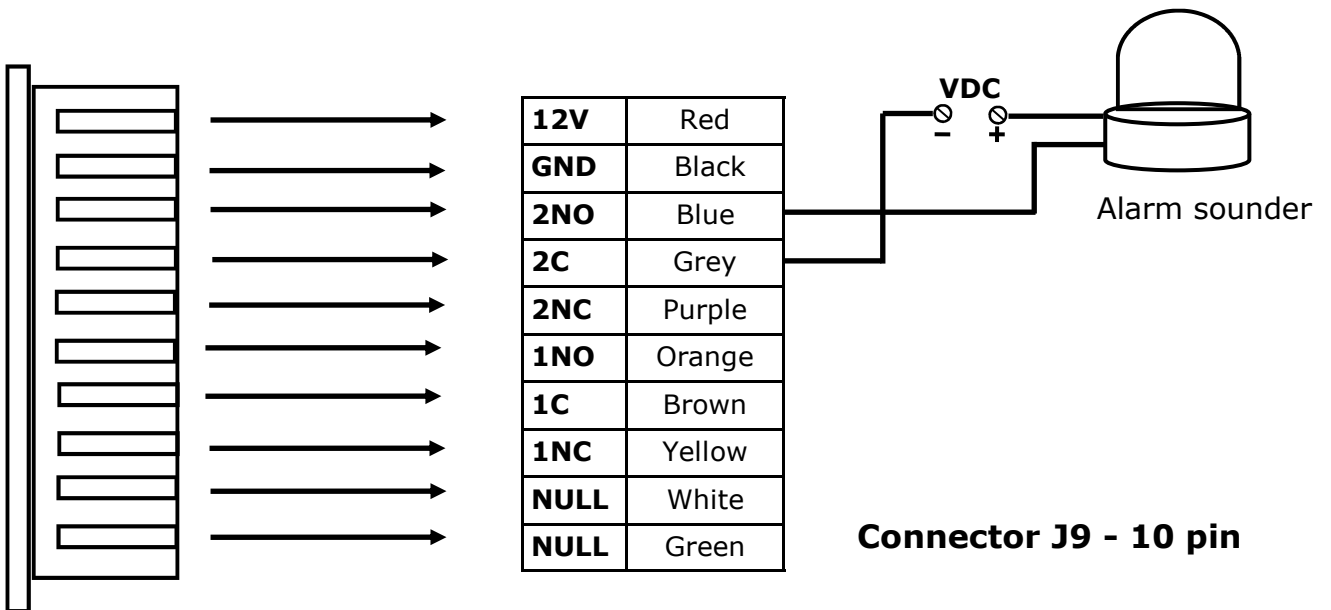 VDC
- +
12V Red
GND Black
2NO Blue
Alarm sounder
2C Grey
2NC Purple
1NO Orange
1C Brown
1NC Yellow
NULL White
NULL Green
Connector J9 - 10 pin